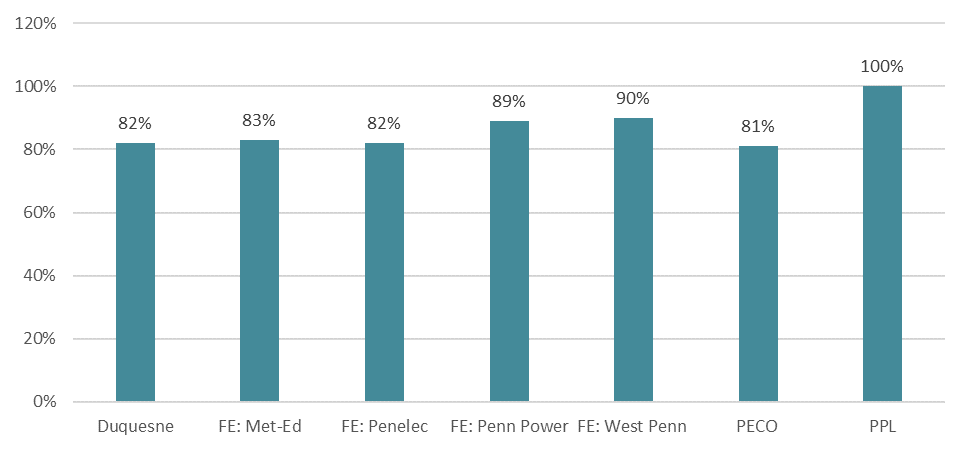 120%
100%
80%
60%
40%
20%
0%
82%
83%
82%
89%
90%
81%
100%
Duquesne
FE: Met-Ed
FE: Penelec
FE: Penn Power
FE: West Penn
PECO
PPL